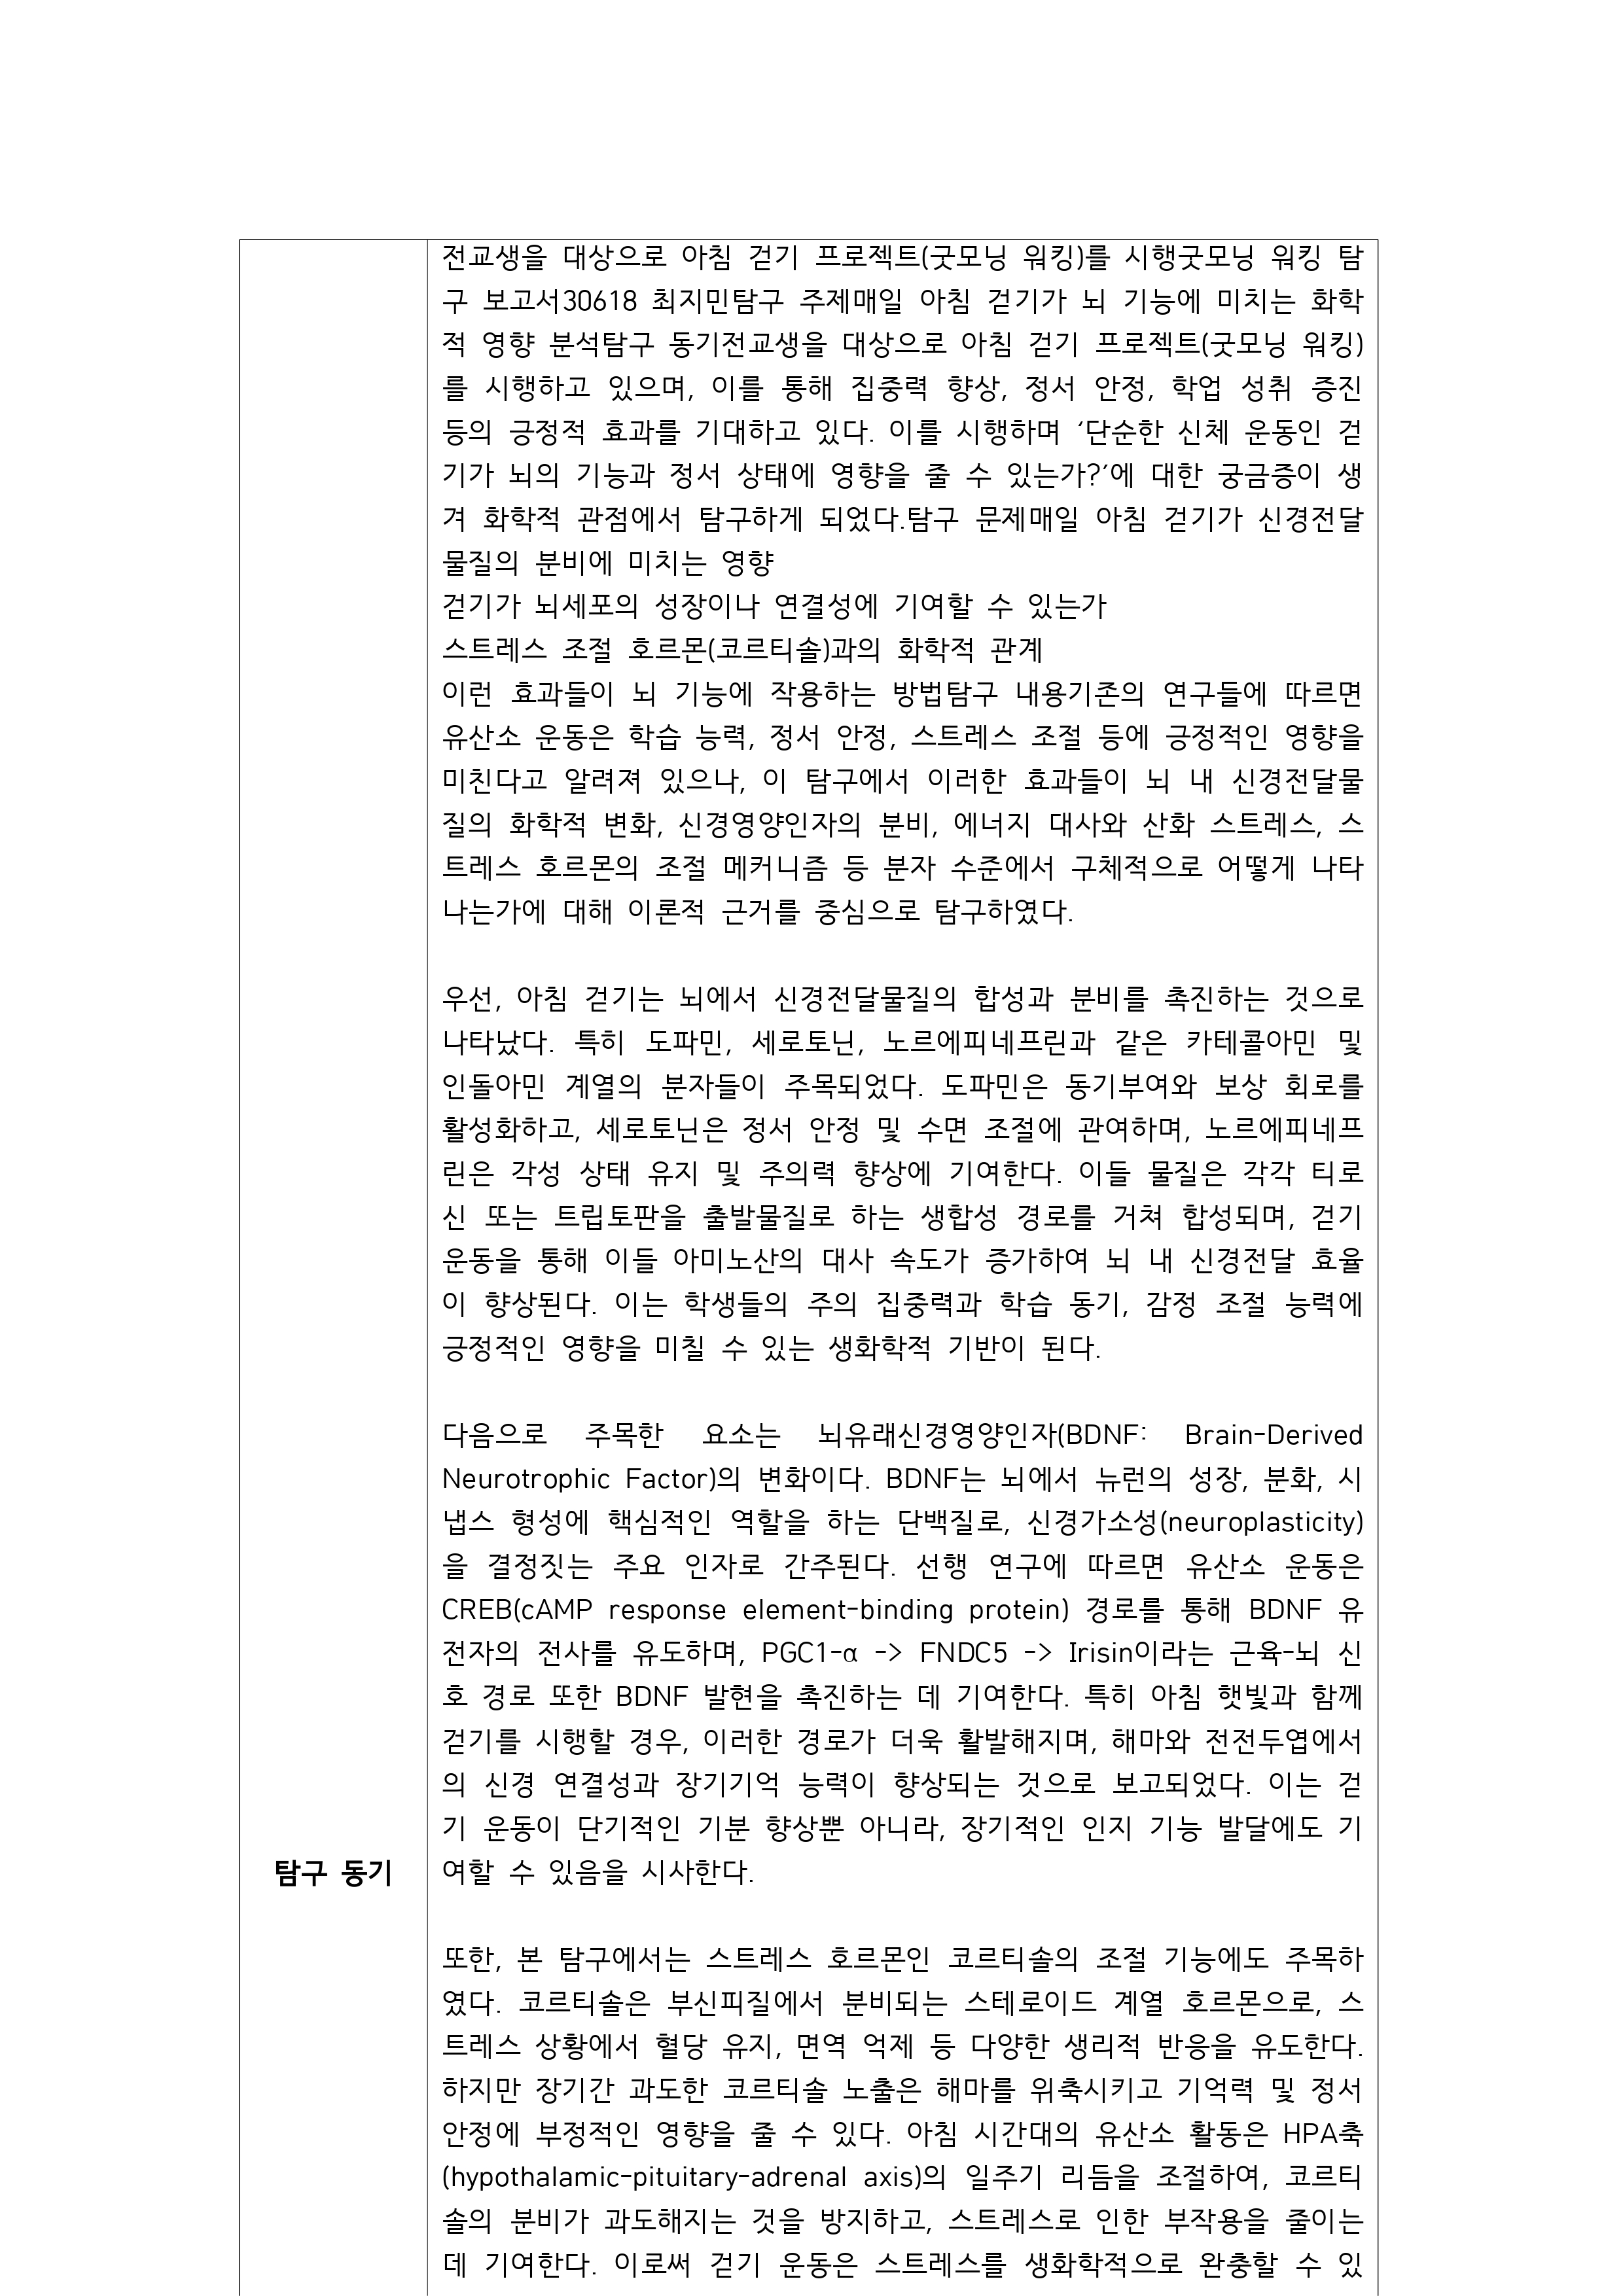 전교생을 대상으로 아침 걷기 프로젝트(굿모닝 워킹)를 시행굿모닝 워킹 탐
구 보고서30618 최지민탐구 주제매일 아침 걷기가 뇌 기능에 미치는 화학
적 영향 분석탐구 동기전교생을 대상으로 아침 걷기 프로젝트(굿모닝 워킹)
를 시행하고 있으며, 이를 통해 집중력 향상, 정서 안정, 학업 성취 증진
등의 긍정적 효과를 기대하고 있다. 이를 시행하며 ‘단순한 신체 운동인 걷
기가 뇌의 기능과 정서 상태에 영향을 줄 수 있는가?’에 대한 궁금증이 생
겨 화학적 관점에서 탐구하게 되었다.탐구 문제매일 아침 걷기가 신경전달
물질의 분비에 미치는 영향
걷기가 뇌세포의 성장이나 연결성에 기여할 수 있는가
스트레스 조절 호르몬(코르티솔)과의 화학적 관계
이런 효과들이 뇌 기능에 작용하는 방법탐구 내용기존의 연구들에 따르면
유산소 운동은 학습 능력, 정서 안정, 스트레스 조절 등에 긍정적인 영향을
미친다고 알려져 있으나, 이 탐구에서 이러한 효과들이 뇌 내 신경전달물
질의 화학적 변화, 신경영양인자의 분비, 에너지 대사와 산화 스트레스, 스
트레스 호르몬의 조절 메커니즘 등 분자 수준에서 구체적으로 어떻게 나타
나는가에 대해 이론적 근거를 중심으로 탐구하였다.
우선, 아침 걷기는 뇌에서 신경전달물질의 합성과 분비를 촉진하는 것으로
나타났다. 특히 도파민, 세로토닌, 노르에피네프린과 같은 카테콜아민 및
인돌아민 계열의 분자들이 주목되었다. 도파민은 동기부여와 보상 회로를
활성화하고, 세로토닌은 정서 안정 및 수면 조절에 관여하며, 노르에피네프
린은 각성 상태 유지 및 주의력 향상에 기여한다. 이들 물질은 각각 티로
신 또는 트립토판을 출발물질로 하는 생합성 경로를 거쳐 합성되며, 걷기
운동을 통해 이들 아미노산의 대사 속도가 증가하여 뇌 내 신경전달 효율
이 향상된다. 이는 학생들의 주의 집중력과 학습 동기, 감정 조절 능력에
긍정적인 영향을 미칠 수 있는 생화학적 기반이 된다.
다음으로 주목한 요소는 뇌유래신경영양인자(BDNF: Brain-Derived
Neurotrophic Factor)의 변화이다. BDNF는 뇌에서 뉴런의 성장, 분화, 시
냅스 형성에 핵심적인 역할을 하는 단백질로, 신경가소성(neuroplasticity)
을 결정짓는 주요 인자로 간주된다. 선행 연구에 따르면 유산소 운동은
CREB(cAMP response element-binding protein) 경로를 통해 BDNF 유
전자의 전사를 유도하며, PGC1-α -> FNDC5 -> Irisin이라는 근육-뇌 신
호 경로 또한 BDNF 발현을 촉진하는 데 기여한다. 특히 아침 햇빛과 함께
걷기를 시행할 경우, 이러한 경로가 더욱 활발해지며, 해마와 전전두엽에서
의 신경 연결성과 장기기억 능력이 향상되는 것으로 보고되었다. 이는 걷
기 운동이 단기적인 기분 향상뿐 아니라, 장기적인 인지 기능 발달에도 기
탐구 동기
여할 수 있음을 시사한다.
또한, 본 탐구에서는 스트레스 호르몬인 코르티솔의 조절 기능에도 주목하
였다. 코르티솔은 부신피질에서 분비되는 스테로이드 계열 호르몬으로, 스
트레스 상황에서 혈당 유지, 면역 억제 등 다양한 생리적 반응을 유도한다.
하지만 장기간 과도한 코르티솔 노출은 해마를 위축시키고 기억력 및 정서
안정에 부정적인 영향을 줄 수 있다. 아침 시간대의 유산소 활동은 HPA축
(hypothalamic-pituitary-adrenal axis)의 일주기 리듬을 조절하여, 코르티
솔의 분비가 과도해지는 것을 방지하고, 스트레스로 인한 부작용을 줄이는
데 기여한다. 이로써 걷기 운동은 스트레스를 생화학적으로 완충할 수 있